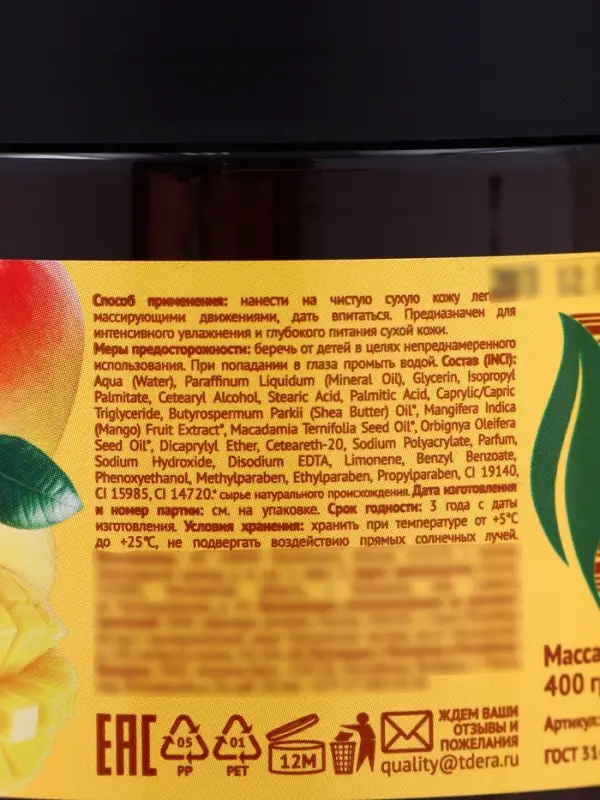 Способ применения: нанести на чистую сухую кожу
массирующими движениями, дать впитаться. Предназначен для
интенсивного увлажнения и глубокого питания сухой кожи.
Меры предосторожности: беречь от детей в целях непреднамеренного
использования. При попадании в глаза промыть водой. Состав (INCI):
Aqua (Water), Paraffinum Liquidum (Mineral Oil), Glycerin, Isopropyl
Palmitate, Cetearyl Alcohol, Stearic Acid, Palmitic Acid, Caprylic/Capric
Triglyceride, Butyrospermum Parkii (Shea Butter) Oil*, Mangifera Indica
(Mango) Fruit Extract*, Macadamia Ternifolia Seed Oil*, Orbignya Oleifera
Seed Oil*, Dicaprylyl Ether, Ceteareth-20, Sodium Polyacrylate, Parfum,
Sodium Hydroxide, Disodium EDTA, Limonene, Benzyl Benzoate,
Phenoxyethanol, Methylparaben, Ethylparaben, Propylparaben, CI 19140,
CI 15985, CI 14720.* сырье натурального происхождения. Дата изготовления
и номер партии: см. на упаковке. Срок годности: 3 года с даты
изготовления. Условия хранения: хранить при температуре от +5°C
до +25°C, не подвергать воздействию прямых солнечных лучей.
EAC
05
PP
01
PET
12М
ЖДЕМ ВАШИ
ОТЗЫВЫ И
ПОЖЕЛАНИЯ
quality@tdera.ru
Масса
400 г
Артикул:
ГОСТ 31